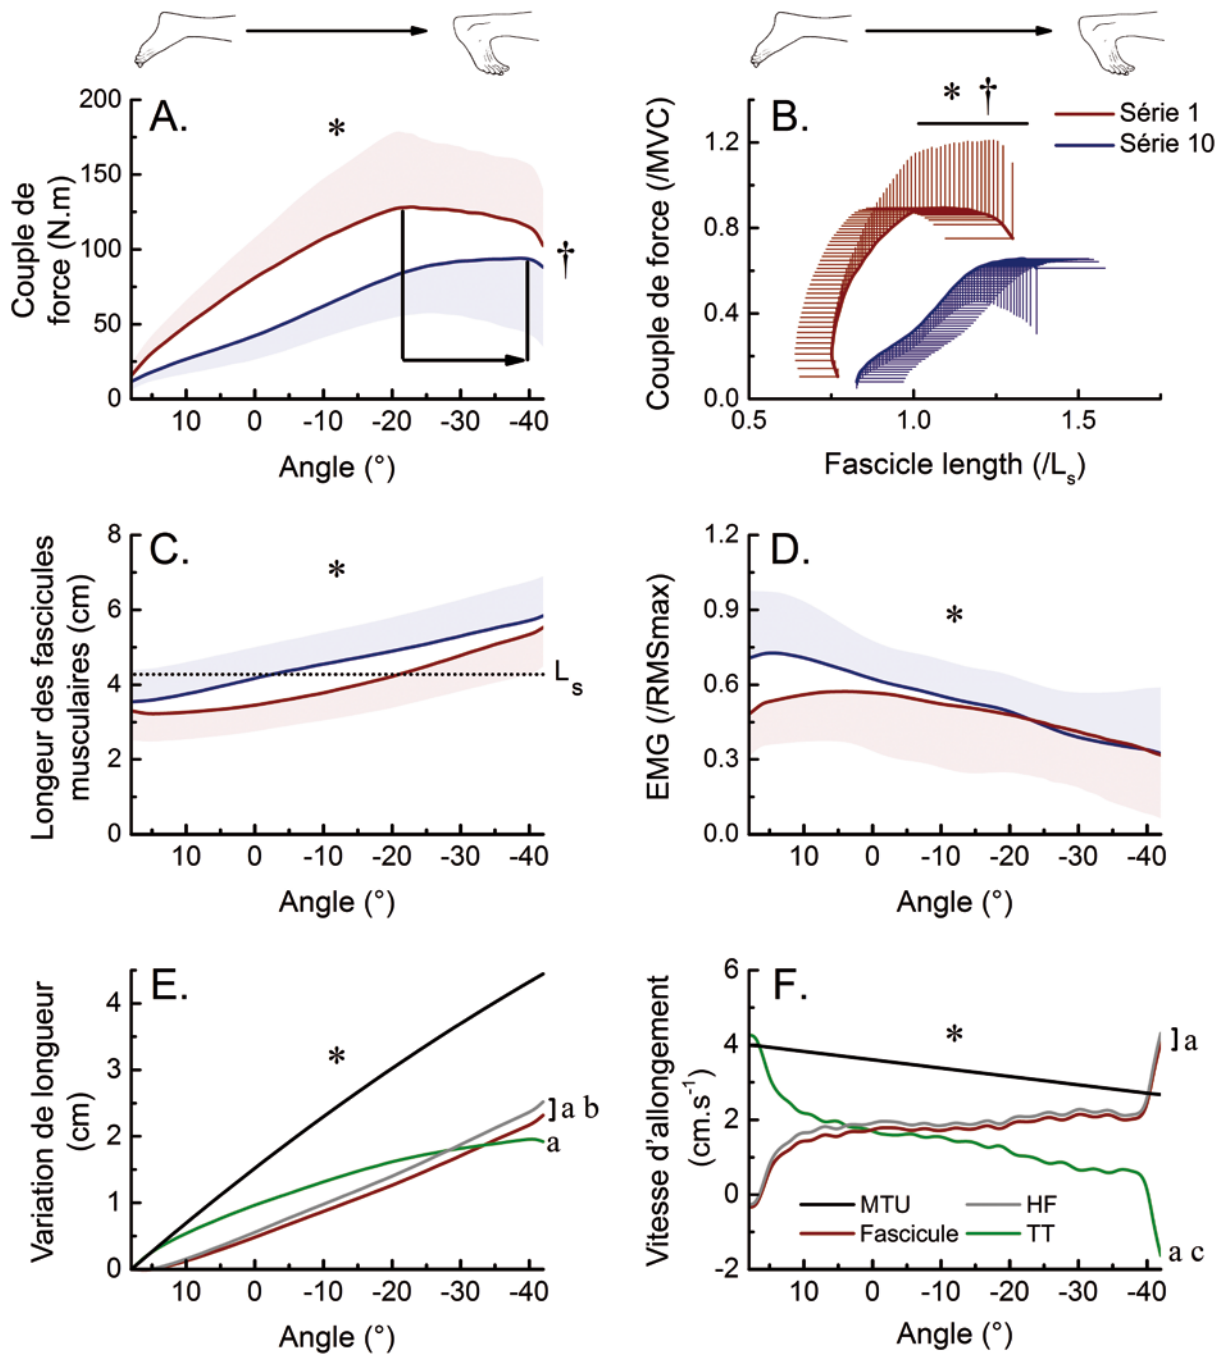 A.
*
†
200
150
100
50
0
10 0 -10 -20 -30 -40
Couple de
force (N.m)
Angle (°)
B.
* †
Série 1
Série 10
1.2
0.8
0.4
0.0
0.5 1.0 1.5
Couple de force (/MVC)
Fascicle length (/Ls)
C.
*
Ls
8
6
4
2
0
10 0 -10 -20 -30 -40
Longeur des fascicules
musculaires (cm)
Angle (°)
D.
*
1.2
0.9
0.6
0.3
0.0
10 0 -10 -20 -30 -40
EMG (/RMSmax)
Angle (°)
E.
*
a b
a
4
3
2
1
0
10 0 -10 -20 -30 -40
Variation de longueur
(cm)
Angle (°)
F.
*
a
a c
6
4
2
0
-2
MTU
HF
Fascicule
TT
10 0 -10 -20 -30 -40
Vitesse d'allongement
(cm.s-1)
Angle (°)